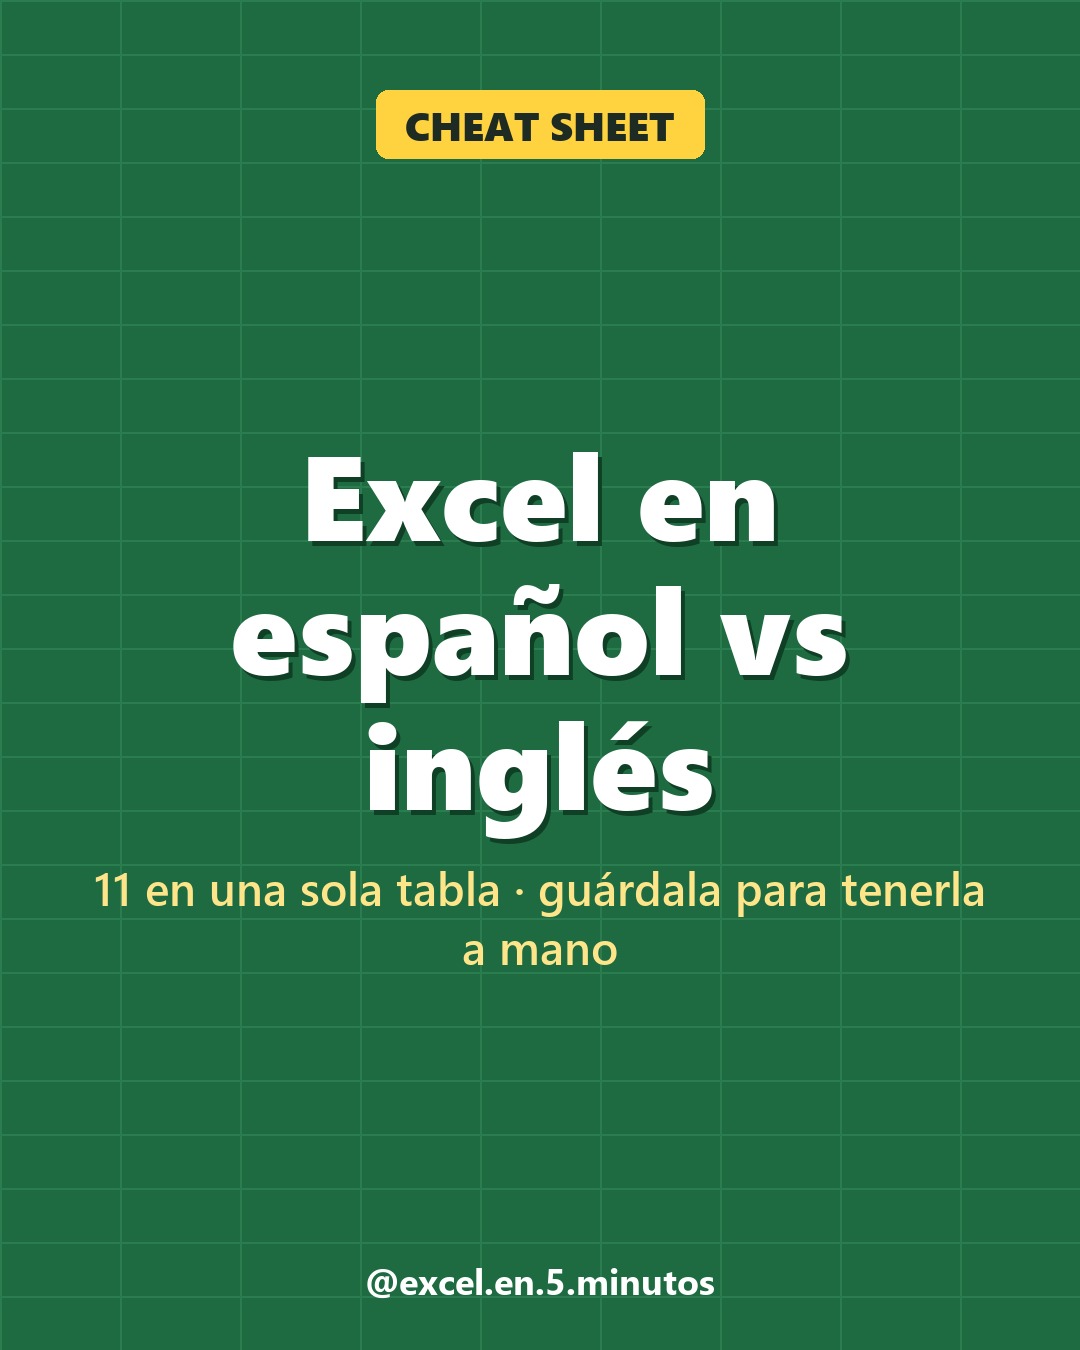 CHEAT SHEET
Excel en
español vs
inglés
11 en una sola tabla · guárdala para tenerla
a mano
@excel.en.5.minutos